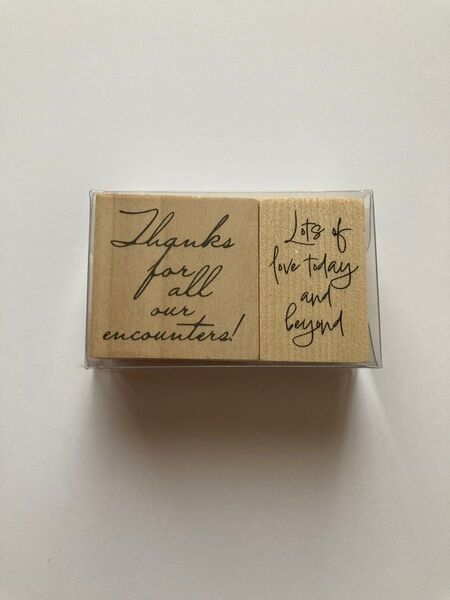 Thanks
for
all
our
encounters!
Lots of
love today
and
beyond